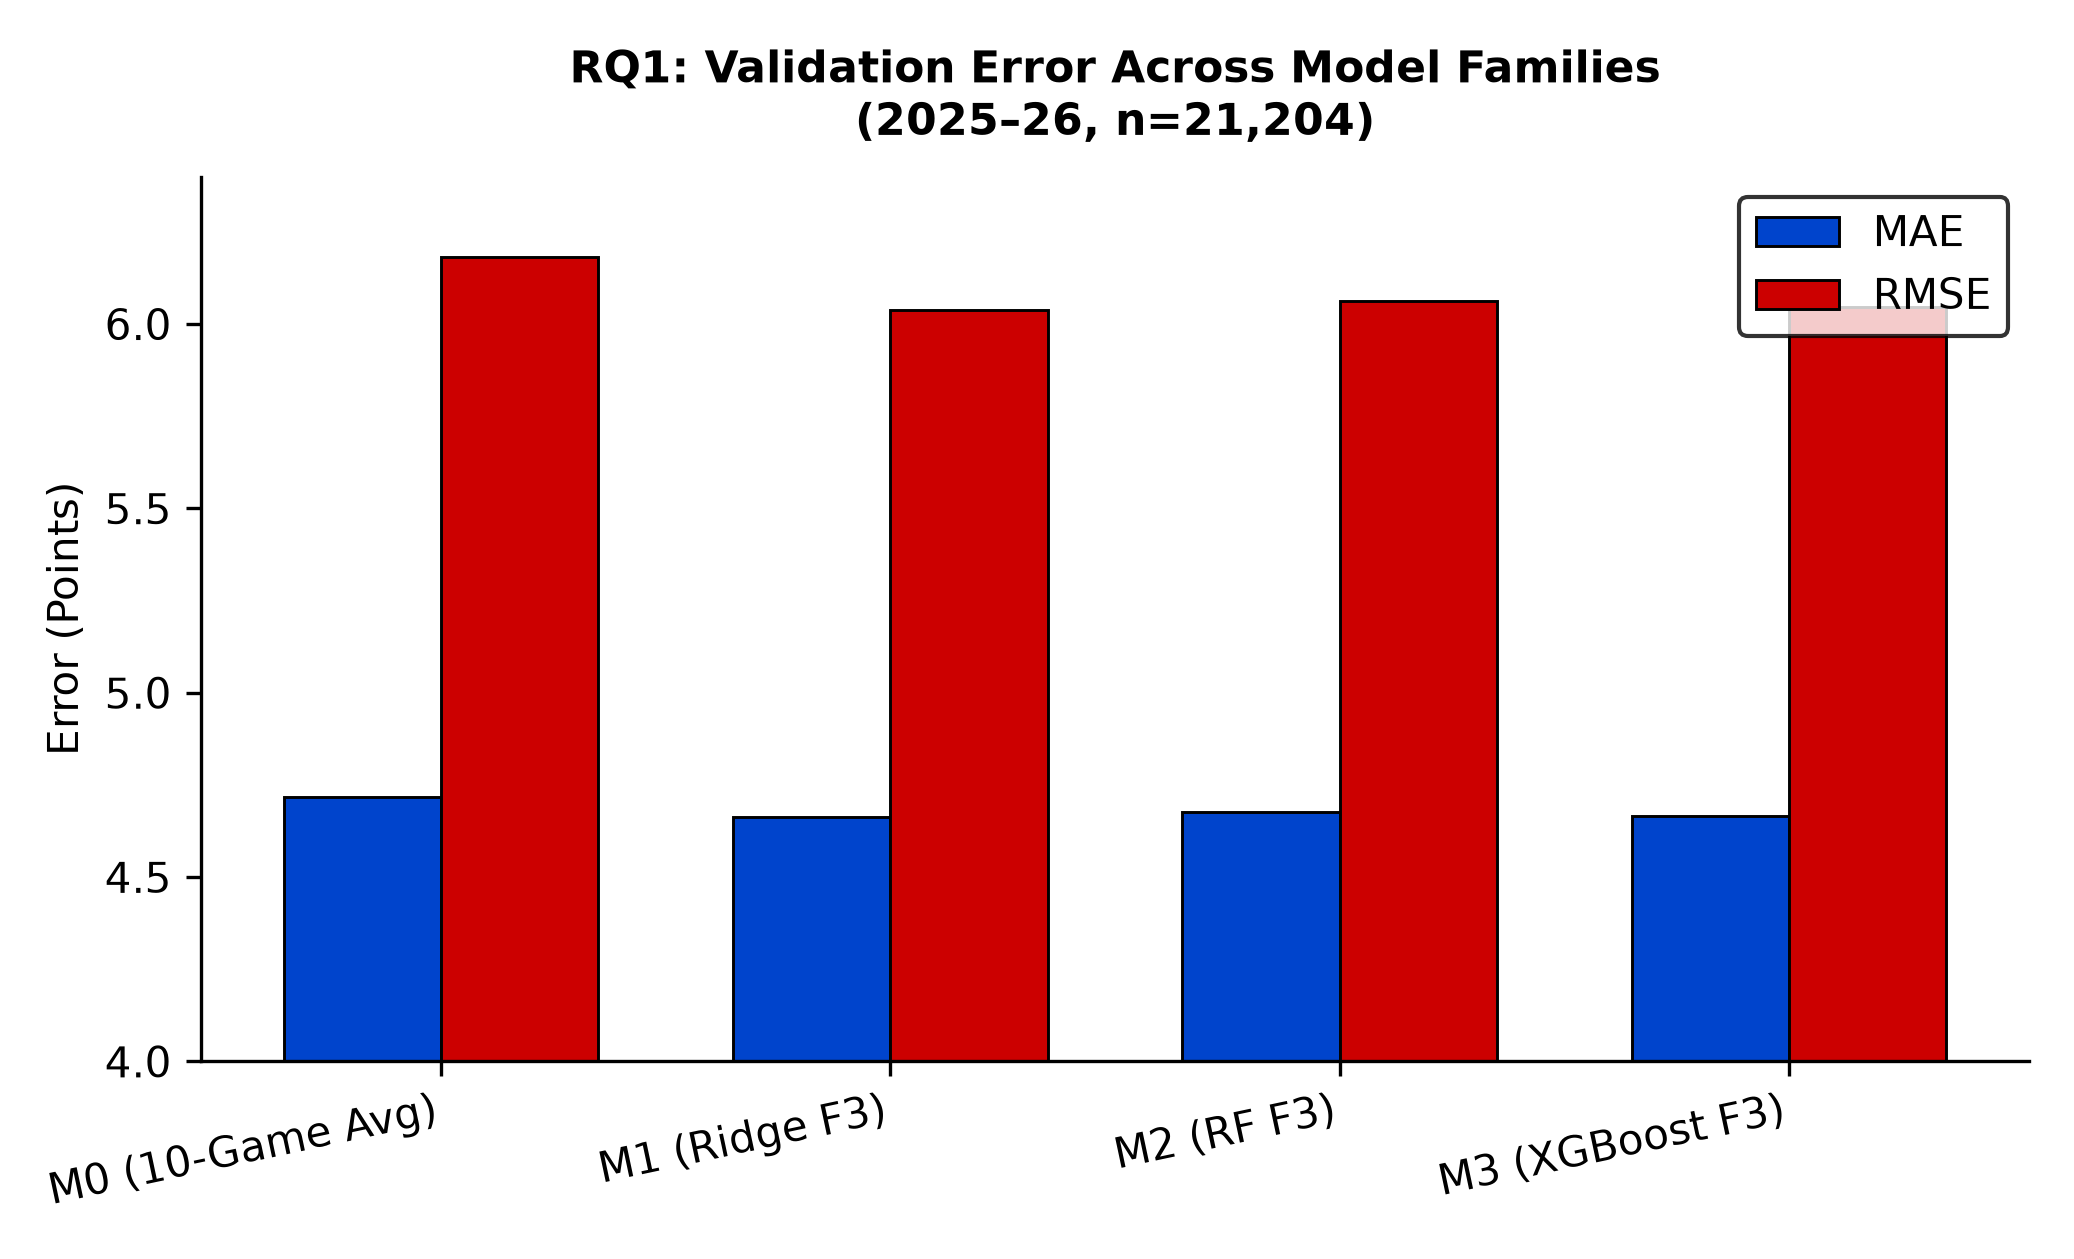 RQ1: Validation Error Across Model Families
(2025–26, n=21,204)
MAE
RMSE
Error (Points)
6.0
5.5
5.0
4.5
4.0
M0 (10-Game Avg)
M1 (Ridge F3)
M2 (RF F3)
M3 (XGBoost F3)